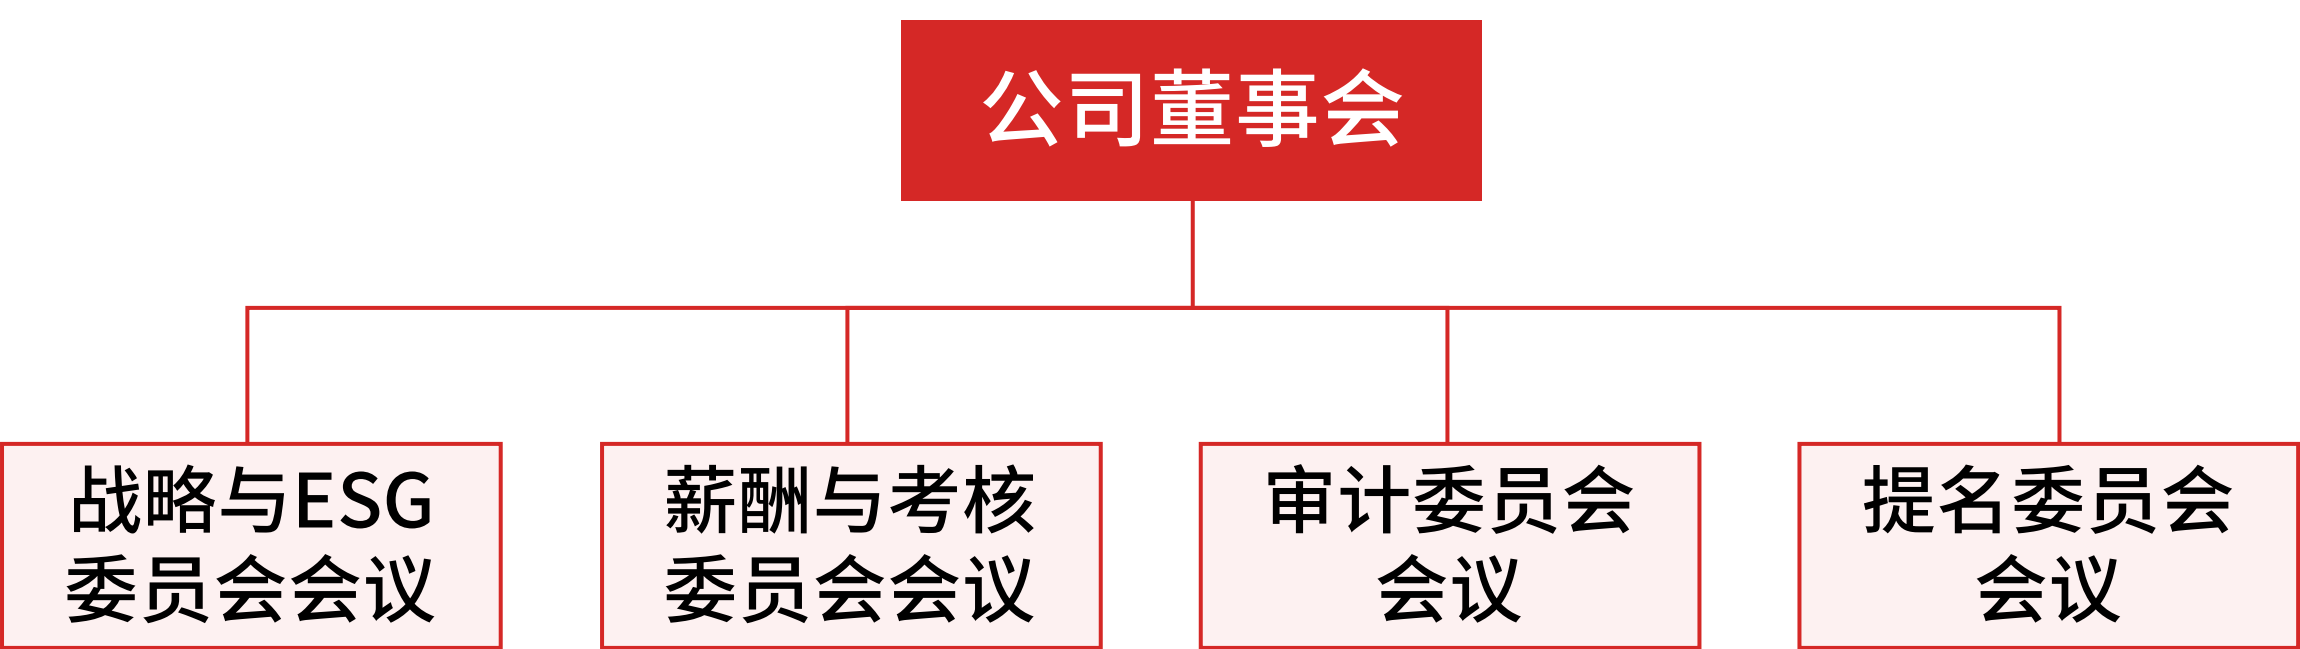 公司董事会
战略与ESG
委员会会议
薪酬与考核
委员会会议
审计委员会
会议
提名委员会
会议